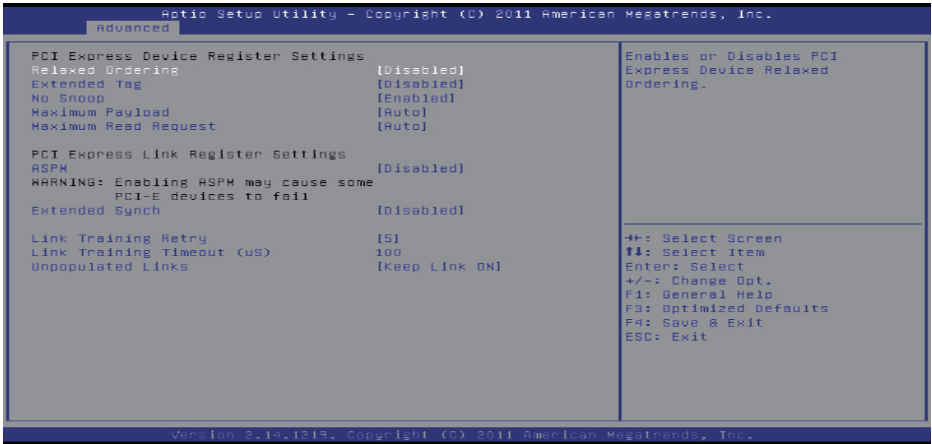 Aptio Setup Utility - Copyright (C) 2011 American Megatrends, Inc.
Advanced
PCI Express Device Register Settings
Relaxed Ordering [Disabled]
Extended Tag [Disabled]
No Snoop [Enabled]
Maximum Payload [Auto]
Maximum Read Request [Auto]
PCI Express Link Register Settings
ASPM [Disabled]
WARNING: Enabling ASPM may cause some
PCI-E devices to fail
Extended Synch [Disabled]
Link Training Retry [5]
Link Training Timeout (uS) 100
Unpopulated Links [Keep Link ON]
Enables or Disables PCI
Express Device Relaxed
Ordering.
→←: Select Screen
↑↓: Select Item
Enter: Select
+/-: Change Opt.
F1: General Help
F3: Optimized Defaults
F4: Save & Exit
ESC: Exit
Version 2.14.1219. Copyright (C) 2011 American Megatrends, Inc.